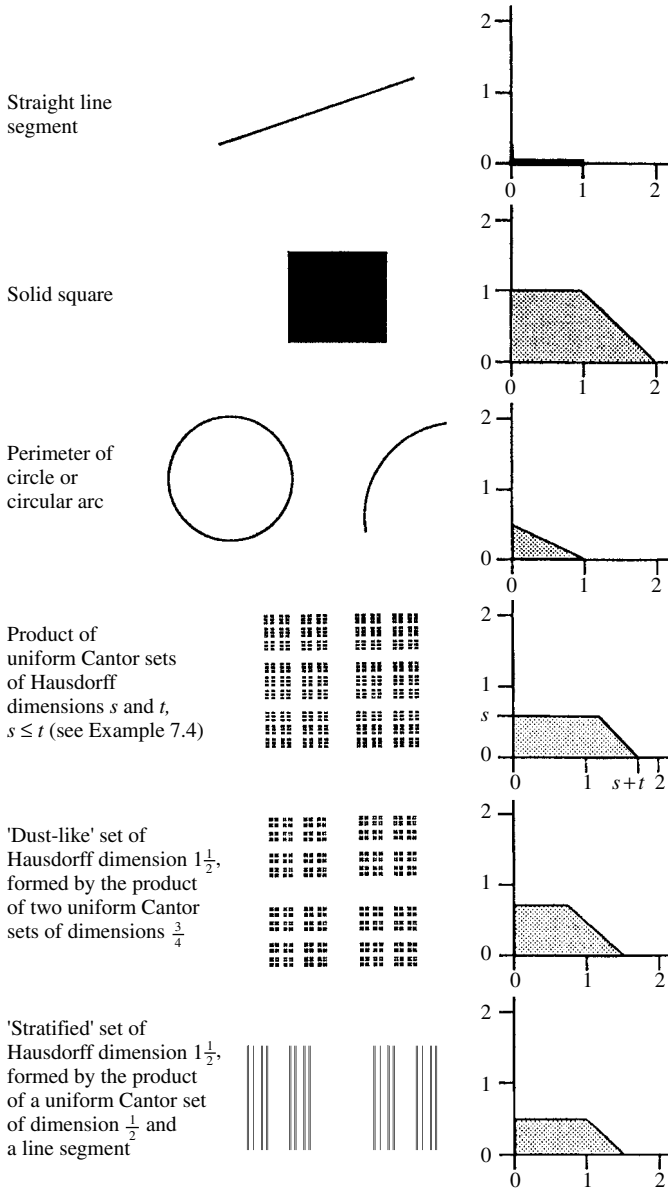 2
1
0
0 1 2
Straight line
segment
2
1
0
0 1 2
Solid square
2
1
0
0 1 2
Perimeter of
circle or
circular arc
2
1
s
0
0 1 s+t 2
Product of
uniform Cantor sets
of Hausdorff
dimensions s and t,
s ≤ t (see Example 7.4)
2
1
0
0 1 2
'Dust-like' set of
Hausdorff dimension 1 1/2,
formed by the product
of two uniform Cantor
sets of dimensions 3/4
2
1
0
0 1 2
'Stratified' set of
Hausdorff dimension 1 1/2,
formed by the product
of a uniform Cantor set
of dimension 1/2 and
a line segment